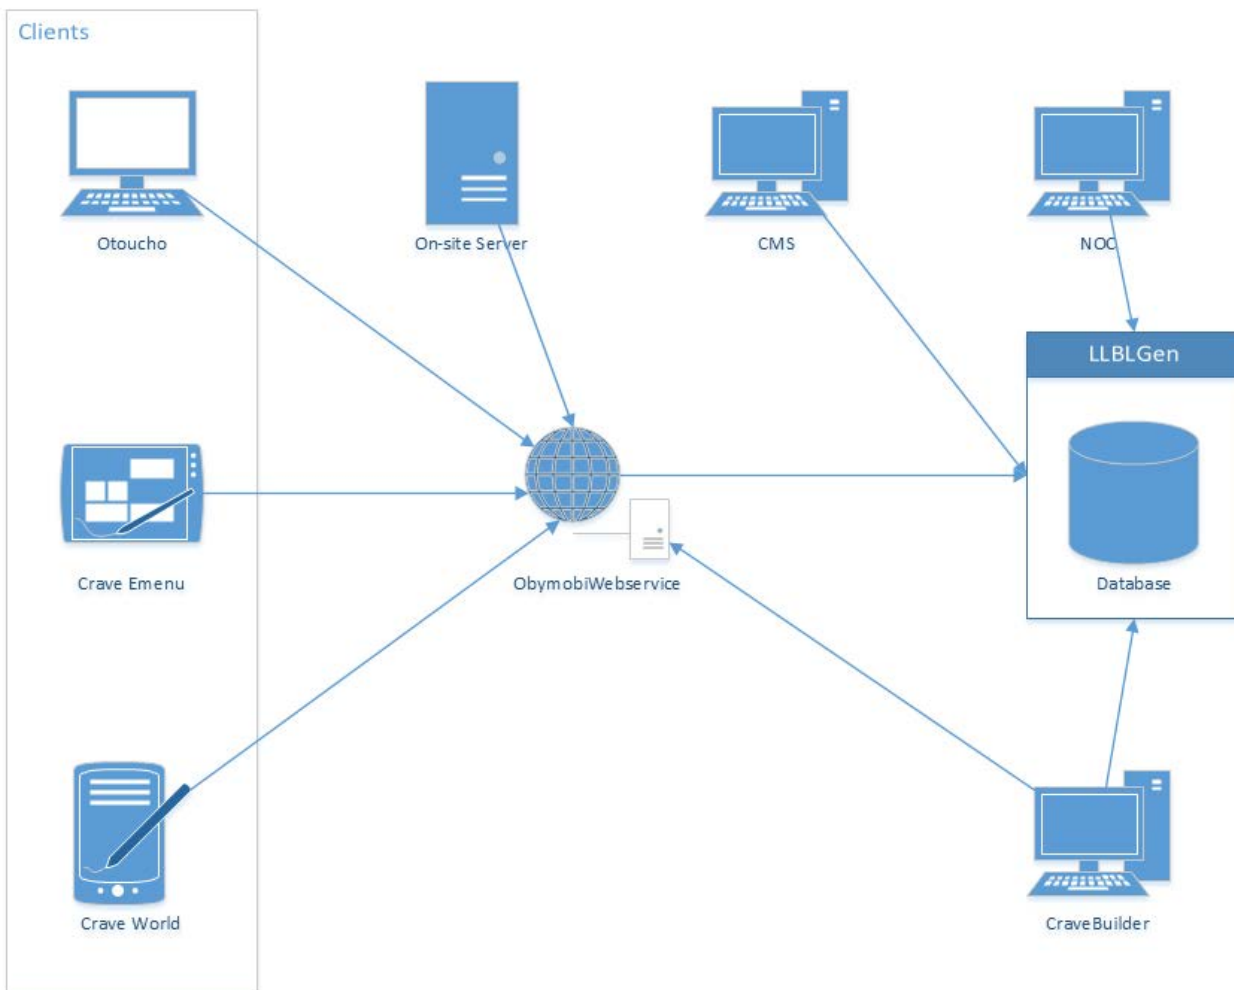 Clients
Otoucho
On-site Server
CMS
NOC
LLBLGen
Crave Emenu
ObymobiWebservice
Database
Crave World
CraveBuilder